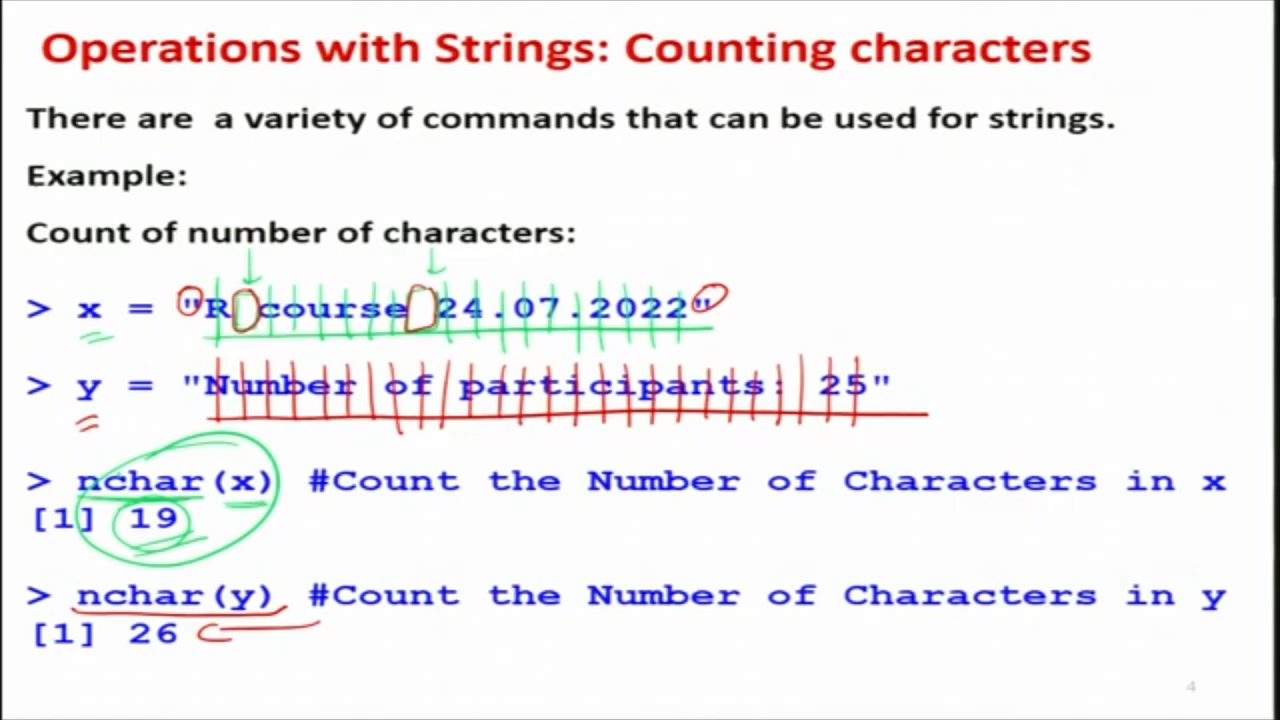 Operations with Strings: Counting characters
There are a variety of commands that can be used for strings.
Example:
Count of number of characters:
> x = "R course 24.07.2022"
> y = "Number of participants: 25"
> nchar(x) #Count the Number of Characters in x
[1] 19
> nchar(y) #Count the Number of Characters in y
[1] 26
4